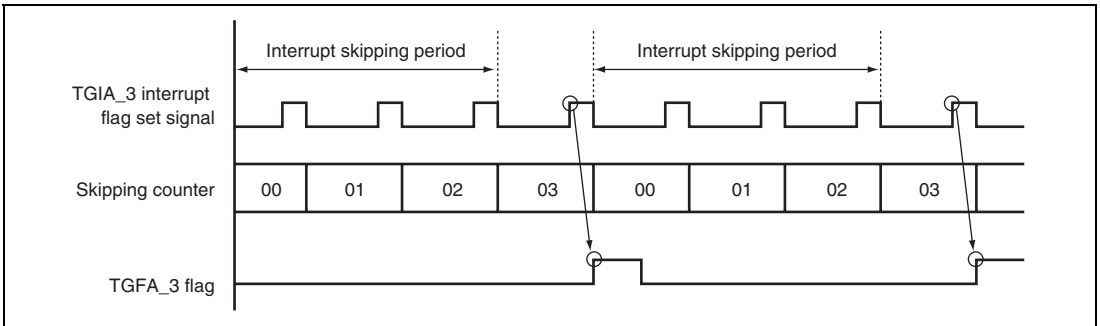 Interrupt skipping period
Interrupt skipping period
TGIA_3 interrupt
flag set signal
Skipping counter
00
01
02
03
00
01
02
03
TGFA_3 flag